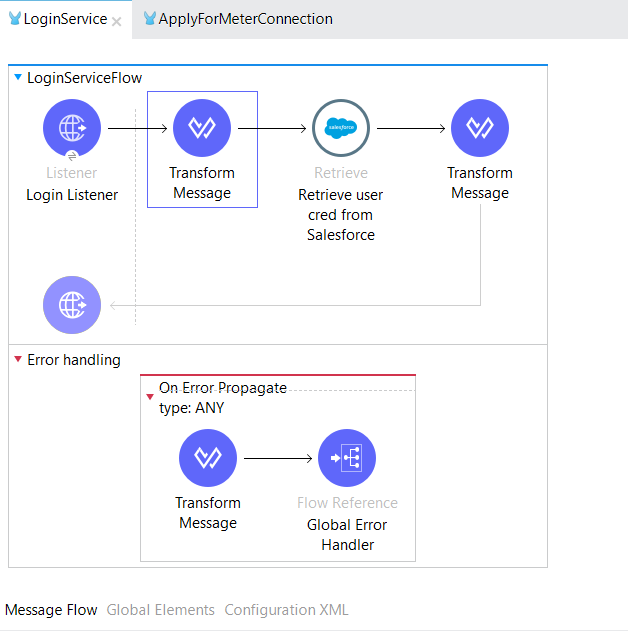 LoginService
ApplyForMeterConnection
LoginServiceFlow
Listener
Login Listener
Transform
Message
salesforce
Retrieve
Retrieve user
cred from
Salesforce
Transform
Message
Error handling
On Error Propagate
type: ANY
Transform
Message
Flow Reference
Global Error
Handler
Message Flow Global Elements Configuration XML